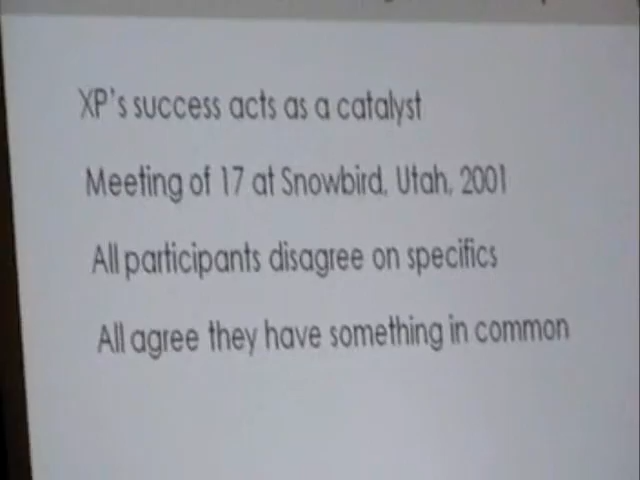 XP's success acts as a catalyst
Meeting of 17 at Snowbird, Utah, 2001
All participants disagree on specifics
All agree they have something in common